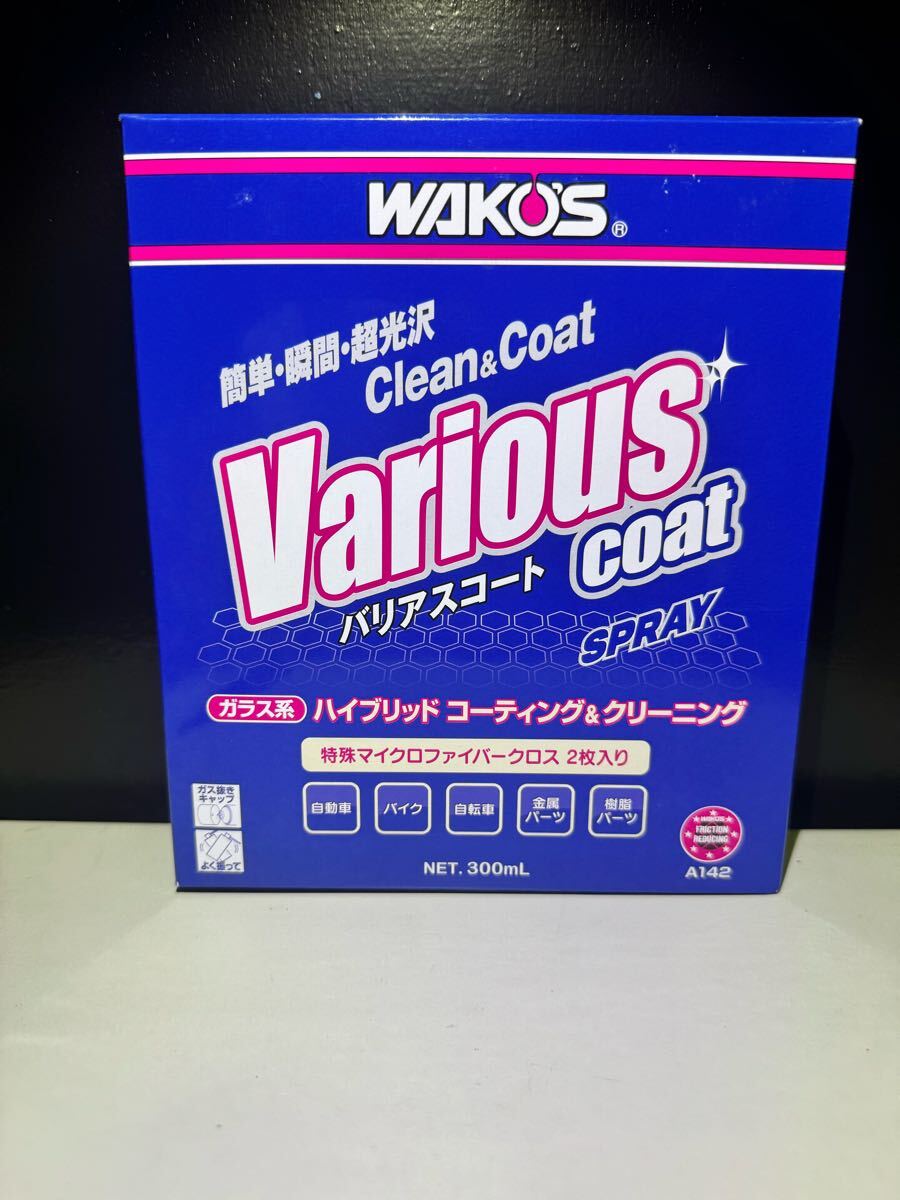 WAKO'S®
簡単・瞬間・超光沢
Clean&Coat
Various
coat
バリアスコート
SPRAY
ガラス系 ハイブリッド コーティング&クリーニング
特殊マイクロファイバークロス 2枚入り
ガス抜き
キャップ
よく振って
自動車
バイク
自転車
金属
パーツ
樹脂
パーツ
WAKO'S
FRICTION
REDUCING
NET. 300mL
A142